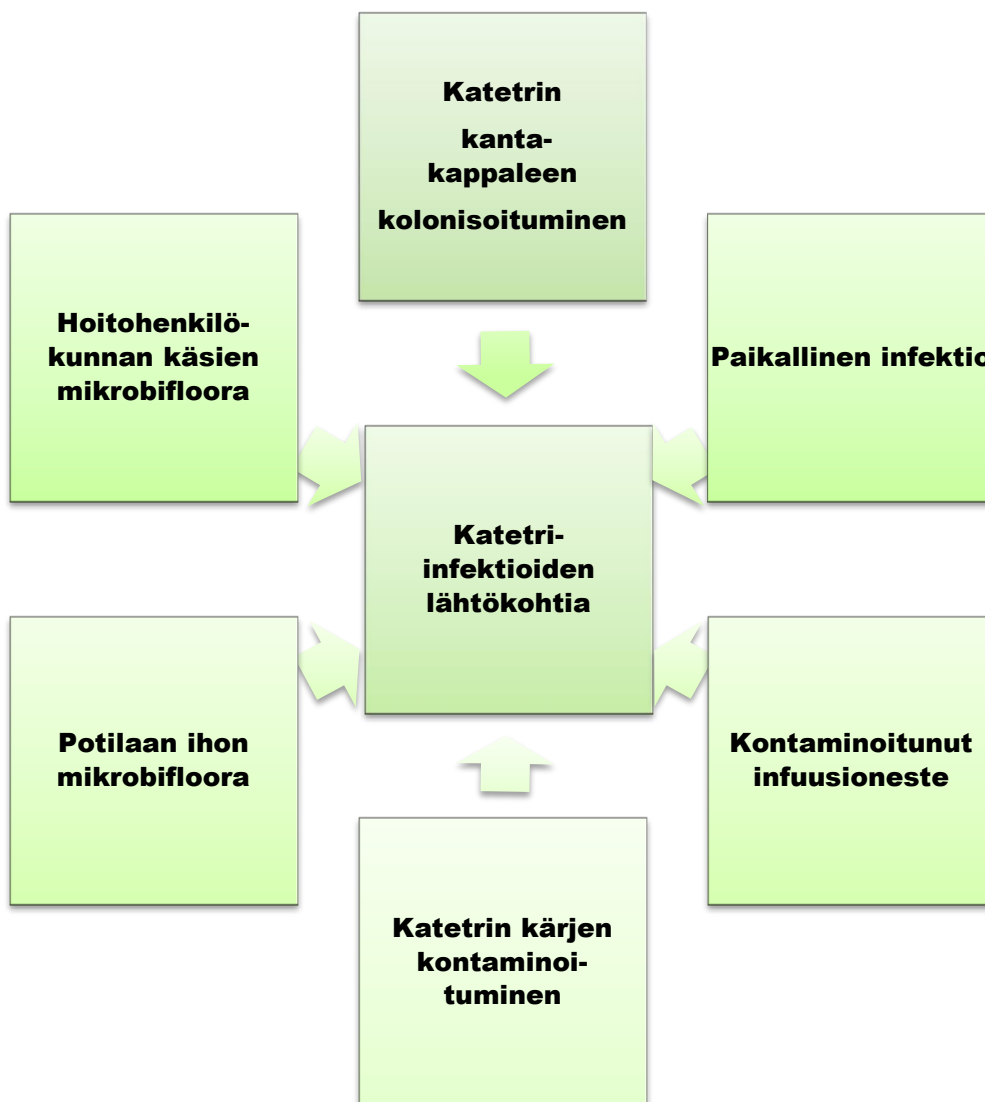 Katetrin
kanta-
kappaleen
kolonisoituminen
Hoitohenkilö-
kunnan käsien
mikrobifloora
Paikallinen infektio
Katetri-
infektioiden
lähtökohtia
Potilaan ihon
mikrobifloora
Kontaminoitunut
infuusioneste
Katetrin kärjen
kontaminoi-
tuminen